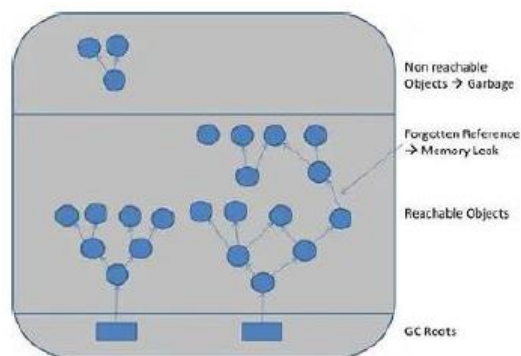 Non reachable
Objects → Garbage
Forgotten Reference
→ Memory Leak
Reachable Objects
GC Roots